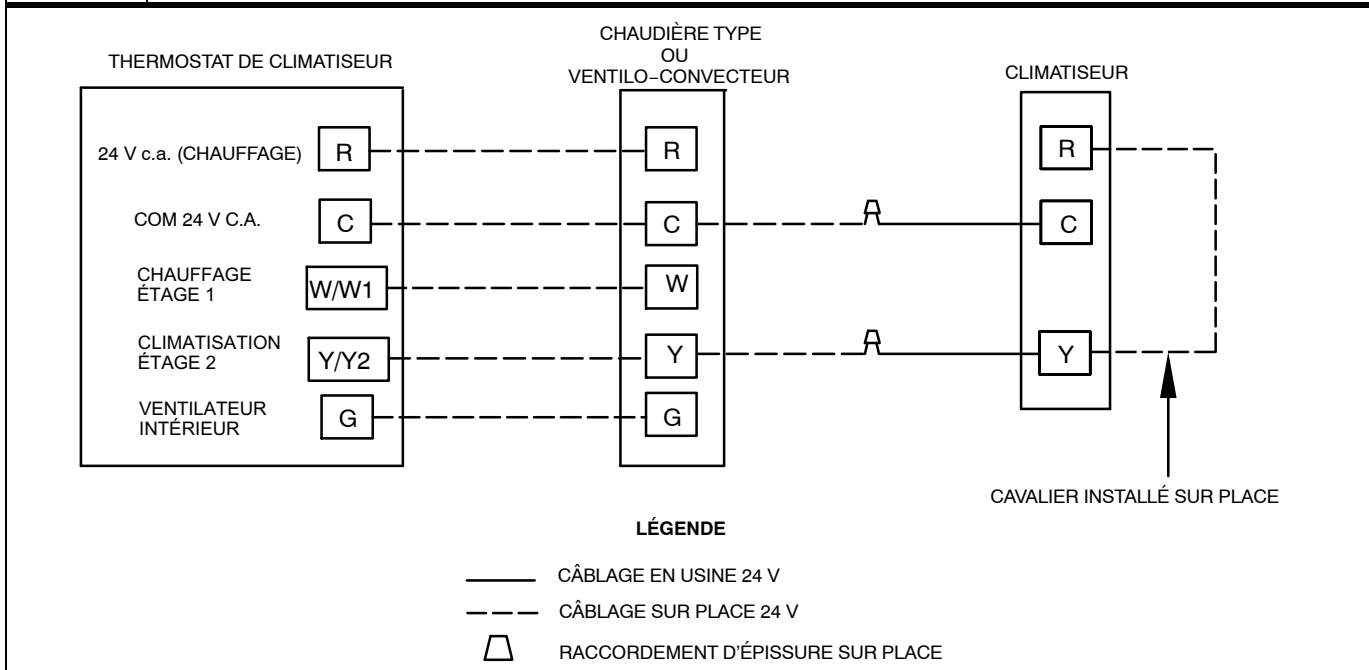 THERMOSTAT DE CLIMATISEUR
CHAUDIÈRE TYPE
OU
VENTILO-CONVECTEUR
CLIMATISEUR
24 V c.a. (CHAUFFAGE) R R R
COM 24 V C.A. C C C
CHAUFFAGE
ÉTAGE 1 W/W1 W
CLIMATISATION
ÉTAGE 2 Y/Y2 Y Y
VENTILATEUR
INTÉRIEUR G G
CAVALIER INSTALLÉ SUR PLACE
LÉGENDE
CÂBLAGE EN USINE 24 V
CÂBLAGE SUR PLACE 24 V
RACCORDEMENT D'ÉPISSURE SUR PLACE